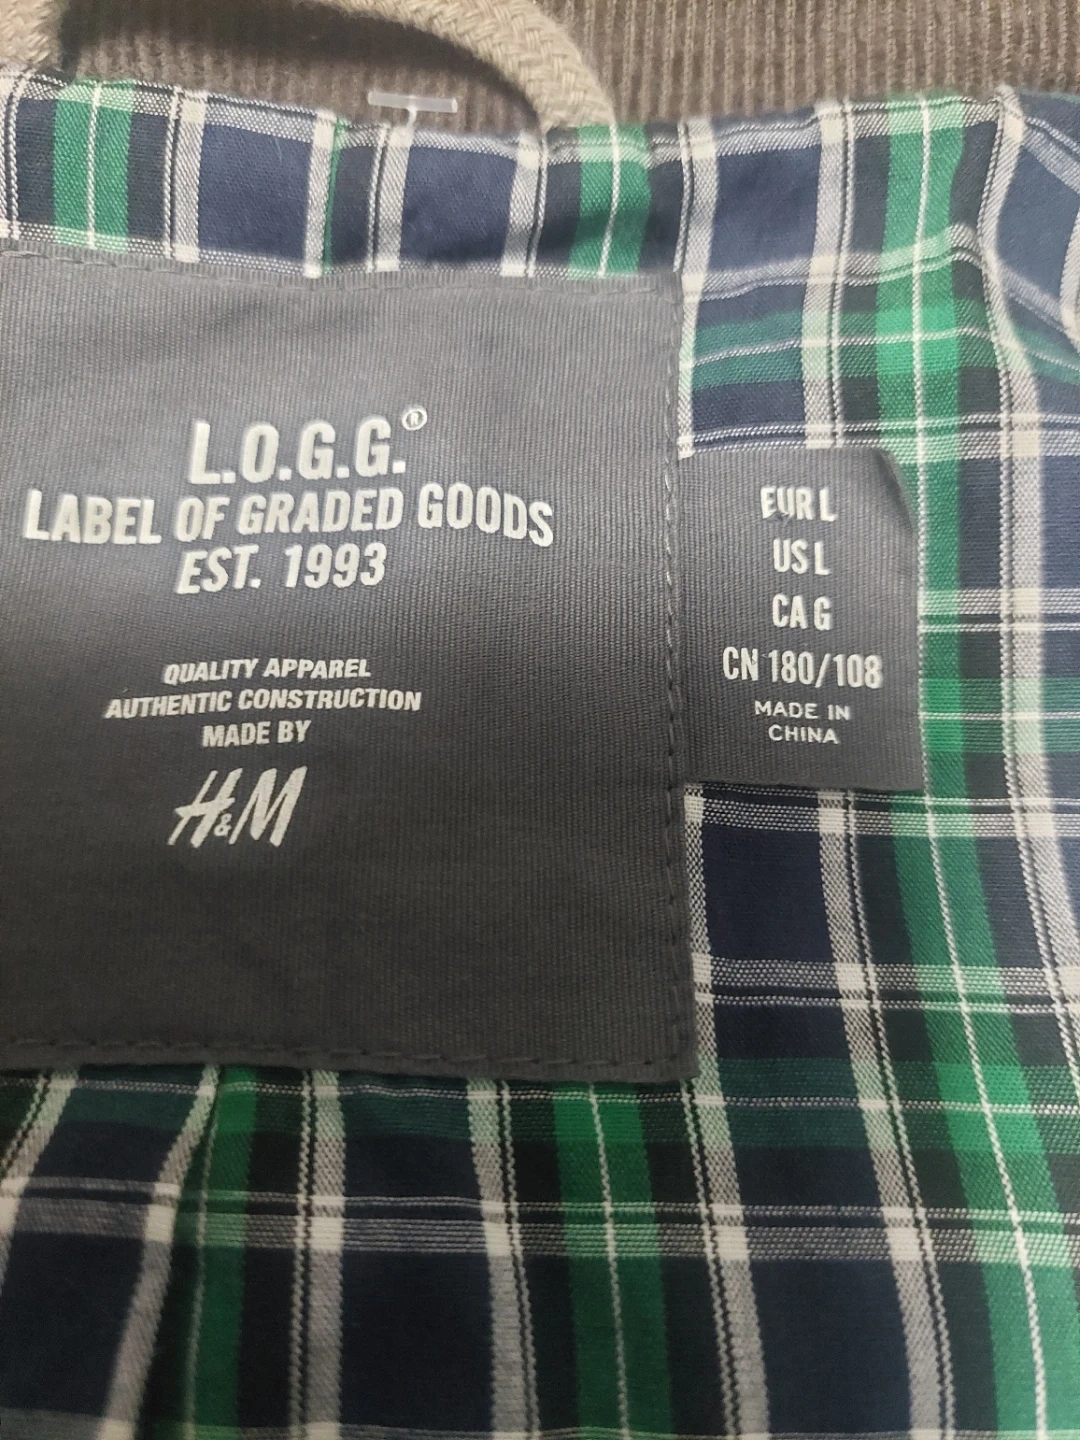 L.O.G.G.®
LABEL OF GRADED GOODS
EST. 1993
QUALITY APPAREL
AUTHENTIC CONSTRUCTION
MADE BY
H&M
EUR L
US L
CA G
CN 180/108
MADE IN
CHINA